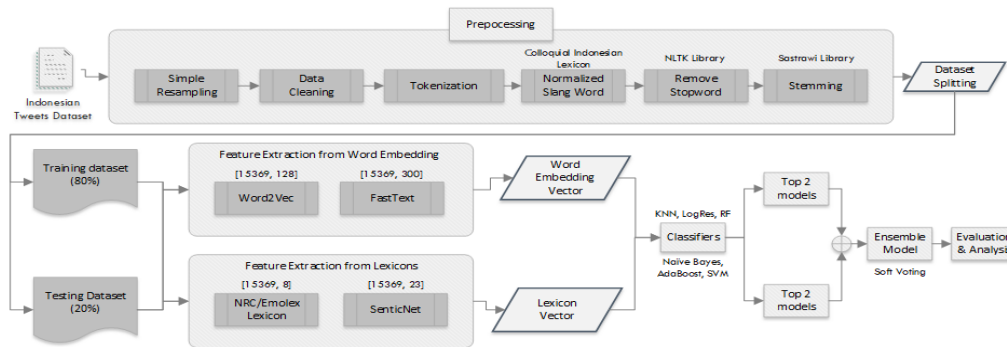 Prepocessing
Colloquial Indonesian
Lexicon
NLTK Library
Sastrawi Library
Simple
Resampling
Data
Cleaning
Tokenization
Normalized
Slang Word
Remove
Stopword
Stemming
Dataset
Splitting
Indonesian
Tweets Dataset
Training dataset
(80%)
Feature Extraction from Word Embedding
[15369, 128]
[15369, 300]
Word2Vec
FastText
Word
Embedding
Vector
KNN, LogRes, RF
Classifiers
Naïve Bayes,
AdaBoost, SVM
Top 2
models
Ensemble
Model
Soft Voting
Evaluation
& Analysis
Testing Dataset
(20%)
Feature Extraction from Lexicons
[15369, 8]
[15369, 23]
NRC/Emolex
Lexicon
SenticNet
Lexicon
Vector
Top 2
models